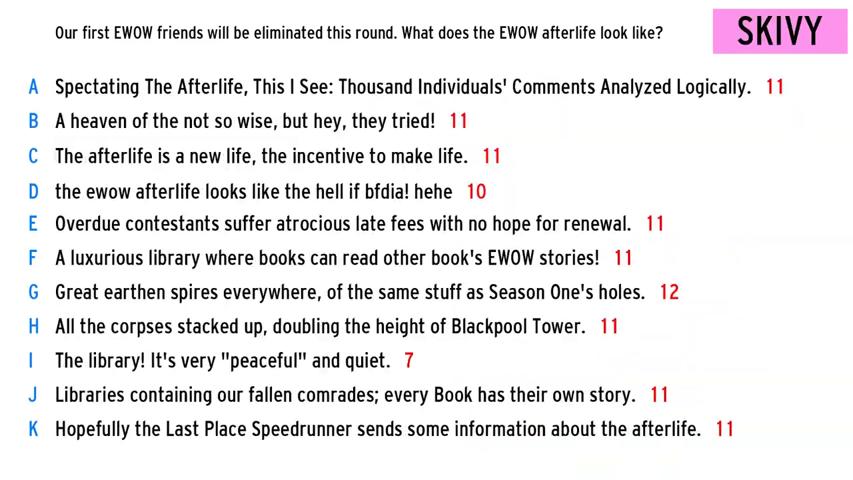 Our first EWOW friends will be eliminated this round. What does the EWOW afterlife look like?
SKIVY
A Spectating The Afterlife, This I See: Thousand Individuals' Comments Analyzed Logically. 11
B A heaven of the not so wise, but hey, they tried! 11
C The afterlife is a new life, the incentive to make life. 11
D the ewow afterlife looks like the hell if bfdia! hehe 10
E Overdue contestants suffer atrocious late fees with no hope for renewal. 11
F A luxurious library where books can read other book's EWOW stories! 11
G Great earthen spires everywhere, of the same stuff as Season One's holes. 12
H All the corpses stacked up, doubling the height of Blackpool Tower. 11
I The library! It's very "peaceful" and quiet. 7
J Libraries containing our fallen comrades; every Book has their own story. 11
K Hopefully the Last Place Speedrunner sends some information about the afterlife. 11